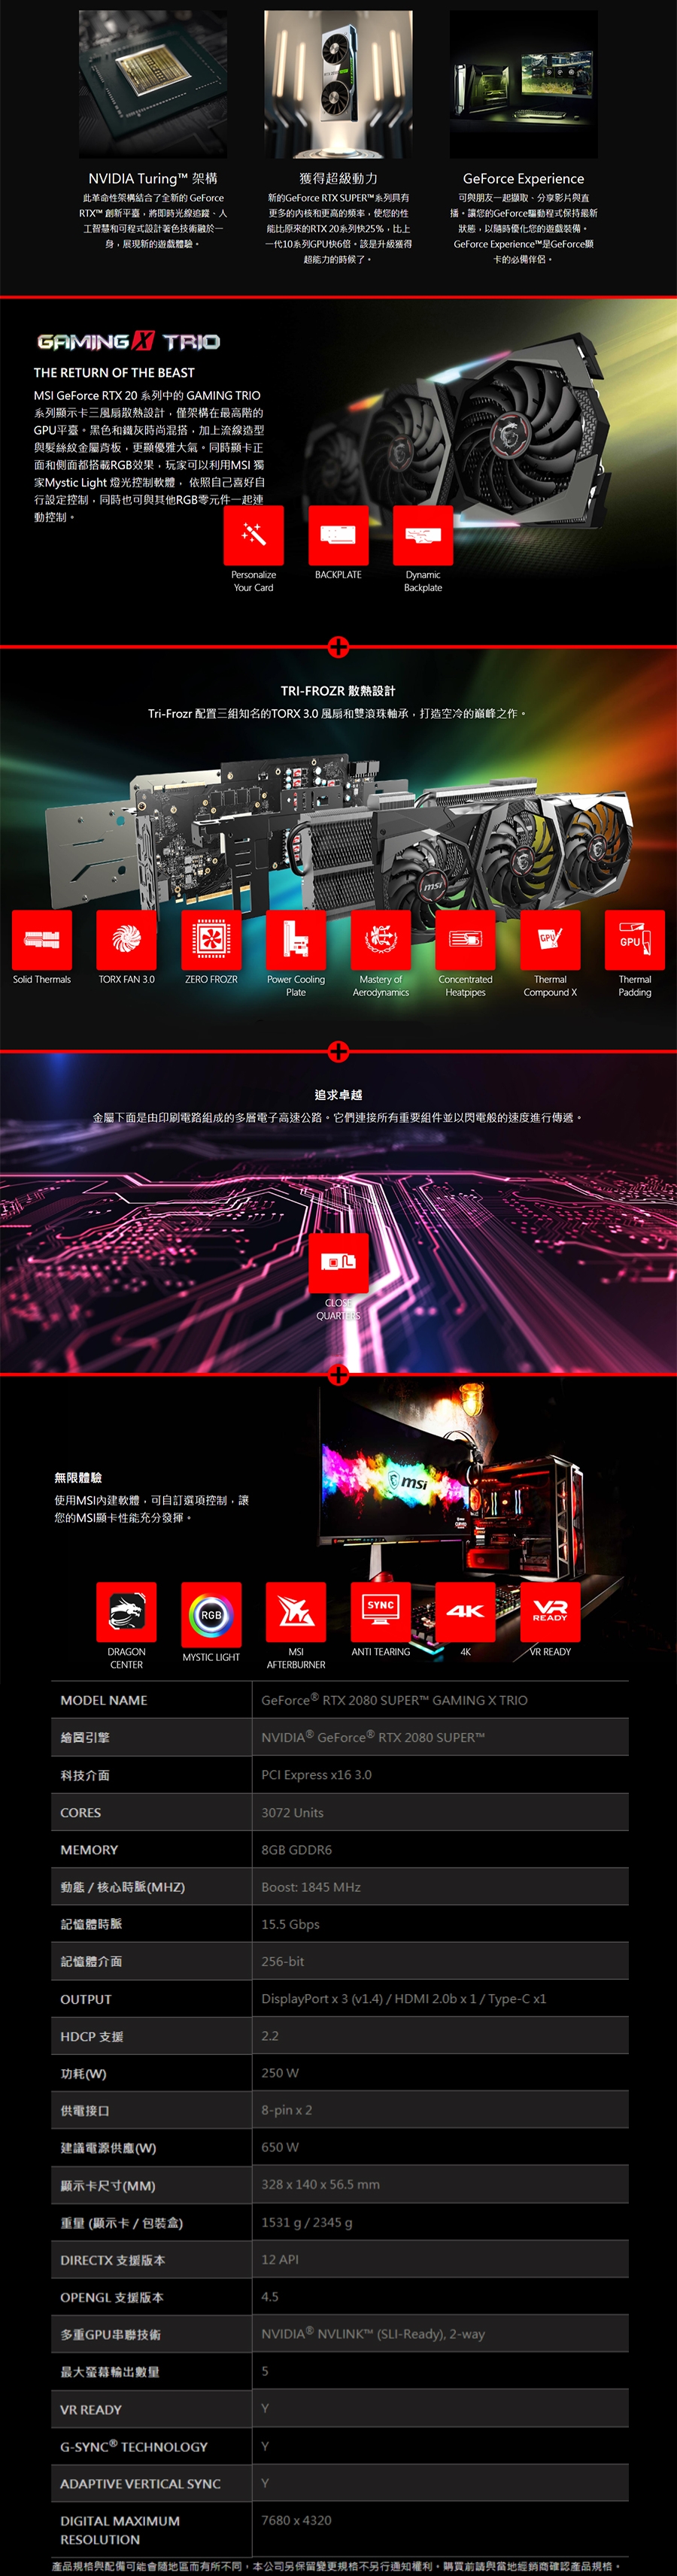 NVIDIA Turing™ 架構
此革命性架構結合了全新的 GeForce
RTX™ 創新平臺，將即時光線追蹤、人
工智慧和可程式設計著色技術融於一
身，展現新的遊戲體驗。
獲得超級動力
新的GeForce RTX SUPER™系列具有
更多的內核和更高的頻率，使您的性
能比原來的RTX 20系列快25%，比上
一代10系列GPU快6倍。該是升級獲得
超能力的時候了。
GeForce Experience
可與朋友一起擷取、分享影片與直
播。讓您的GeForce驅動程式保持最新
狀態，以隨時優化您的遊戲裝備。
GeForce Experience™是GeForce顯
卡的必備伴侶。
GAMING X TRIO
THE RETURN OF THE BEAST
MSI GeForce RTX 20 系列中的 GAMING TRIO
系列顯示卡三風扇散熱設計，僅架構在最高階的
GPU平臺。黑色和鐵灰時尚混搭，加上流線造型
與髮絲紋金屬背板，更顯優雅大氣。同時顯卡正
面和側面都搭載RGB效果，玩家可以利用MSI 獨
家Mystic Light 燈光控制軟體， 依照自己喜好自
行設定控制，同時也可與其他RGB零元件一起連
動控制。
Personalize
Your Card
BACKPLATE
Dynamic
Backplate
TRI-FROZR 散熱設計
Tri-Frozr 配置三組知名的TORX 3.0 風扇和雙滾珠軸承，打造空冷的巔峰之作。
msi
GPU
GPU
Solid Thermals
TORX FAN 3.0
ZERO FROZR
Power Cooling
Plate
Mastery of
Aerodynamics
Concentrated
Heatpipes
Thermal
Compound X
Thermal
Padding
追求卓越
金屬下面是由印刷電路組成的多層電子高速公路。它們連接所有重要組件並以閃電般的速度進行傳遞。
CLOSE
QUARTERS
無限體驗
使用MSI內建軟體，可自訂選項控制，讓
您的MSI顯卡性能充分發揮。
msi
RGB
SYNC
4K
VR
READY
DRAGON
CENTER
MYSTIC LIGHT
MSI
AFTERBURNER
ANTI TEARING
4K
VR READY
MODEL NAME GeForce® RTX 2080 SUPER™ GAMING X TRIO
繪圖引擎 NVIDIA® GeForce® RTX 2080 SUPER™
科技介面 PCI Express x16 3.0
CORES 3072 Units
MEMORY 8GB GDDR6
動態 / 核心時脈(MHZ) Boost: 1845 MHz
記憶體時脈 15.5 Gbps
記憶體介面 256-bit
OUTPUT DisplayPort x 3 (v1.4) / HDMI 2.0b x 1 / Type-C x1
HDCP 支援 2.2
功耗(W) 250 W
供電接口 8-pin x 2
建議電源供應(W) 650 W
顯示卡尺寸(MM) 328 x 140 x 56.5 mm
重量 (顯示卡 / 包裝盒) 1531 g / 2345 g
DIRECTX 支援版本 12 API
OPENGL 支援版本 4.5
多重GPU串聯技術 NVIDIA® NVLINK™ (SLI-Ready), 2-way
最大螢幕輸出數量 5
VR READY Y
G-SYNC® TECHNOLOGY Y
ADAPTIVE VERTICAL SYNC Y
DIGITAL MAXIMUM
RESOLUTION 7680 x 4320
產品規格與配備可能會隨地區而有所不同，本公司另保留變更規格不另行通知權利。購買前請與當地經銷商確認產品規格。